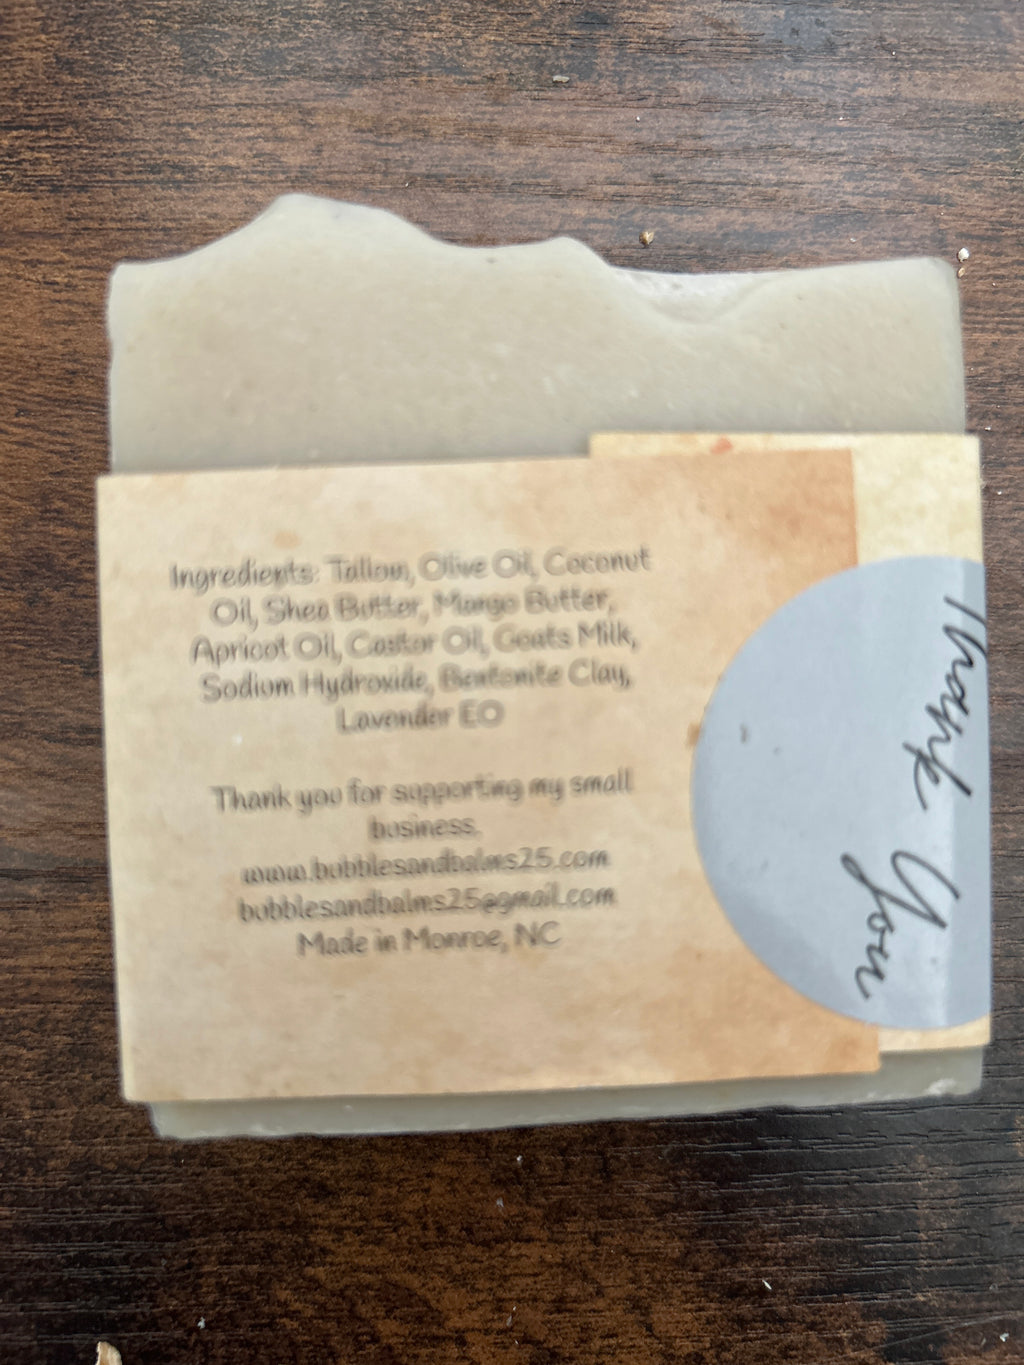 Ingredients: Tallow, Olive Oil, Coconut
Oil, Shea Butter, Mango Butter,
Apricot Oil, Castor Oil, Goats Milk,
Sodium Hydroxide, Bentonite Clay,
Lavender EO
Thank you for supporting my small
business.
www.bubblesandbalms25.com
bubblesandbalms25@gmail.com
Made in Monroe, NC
Thank
You